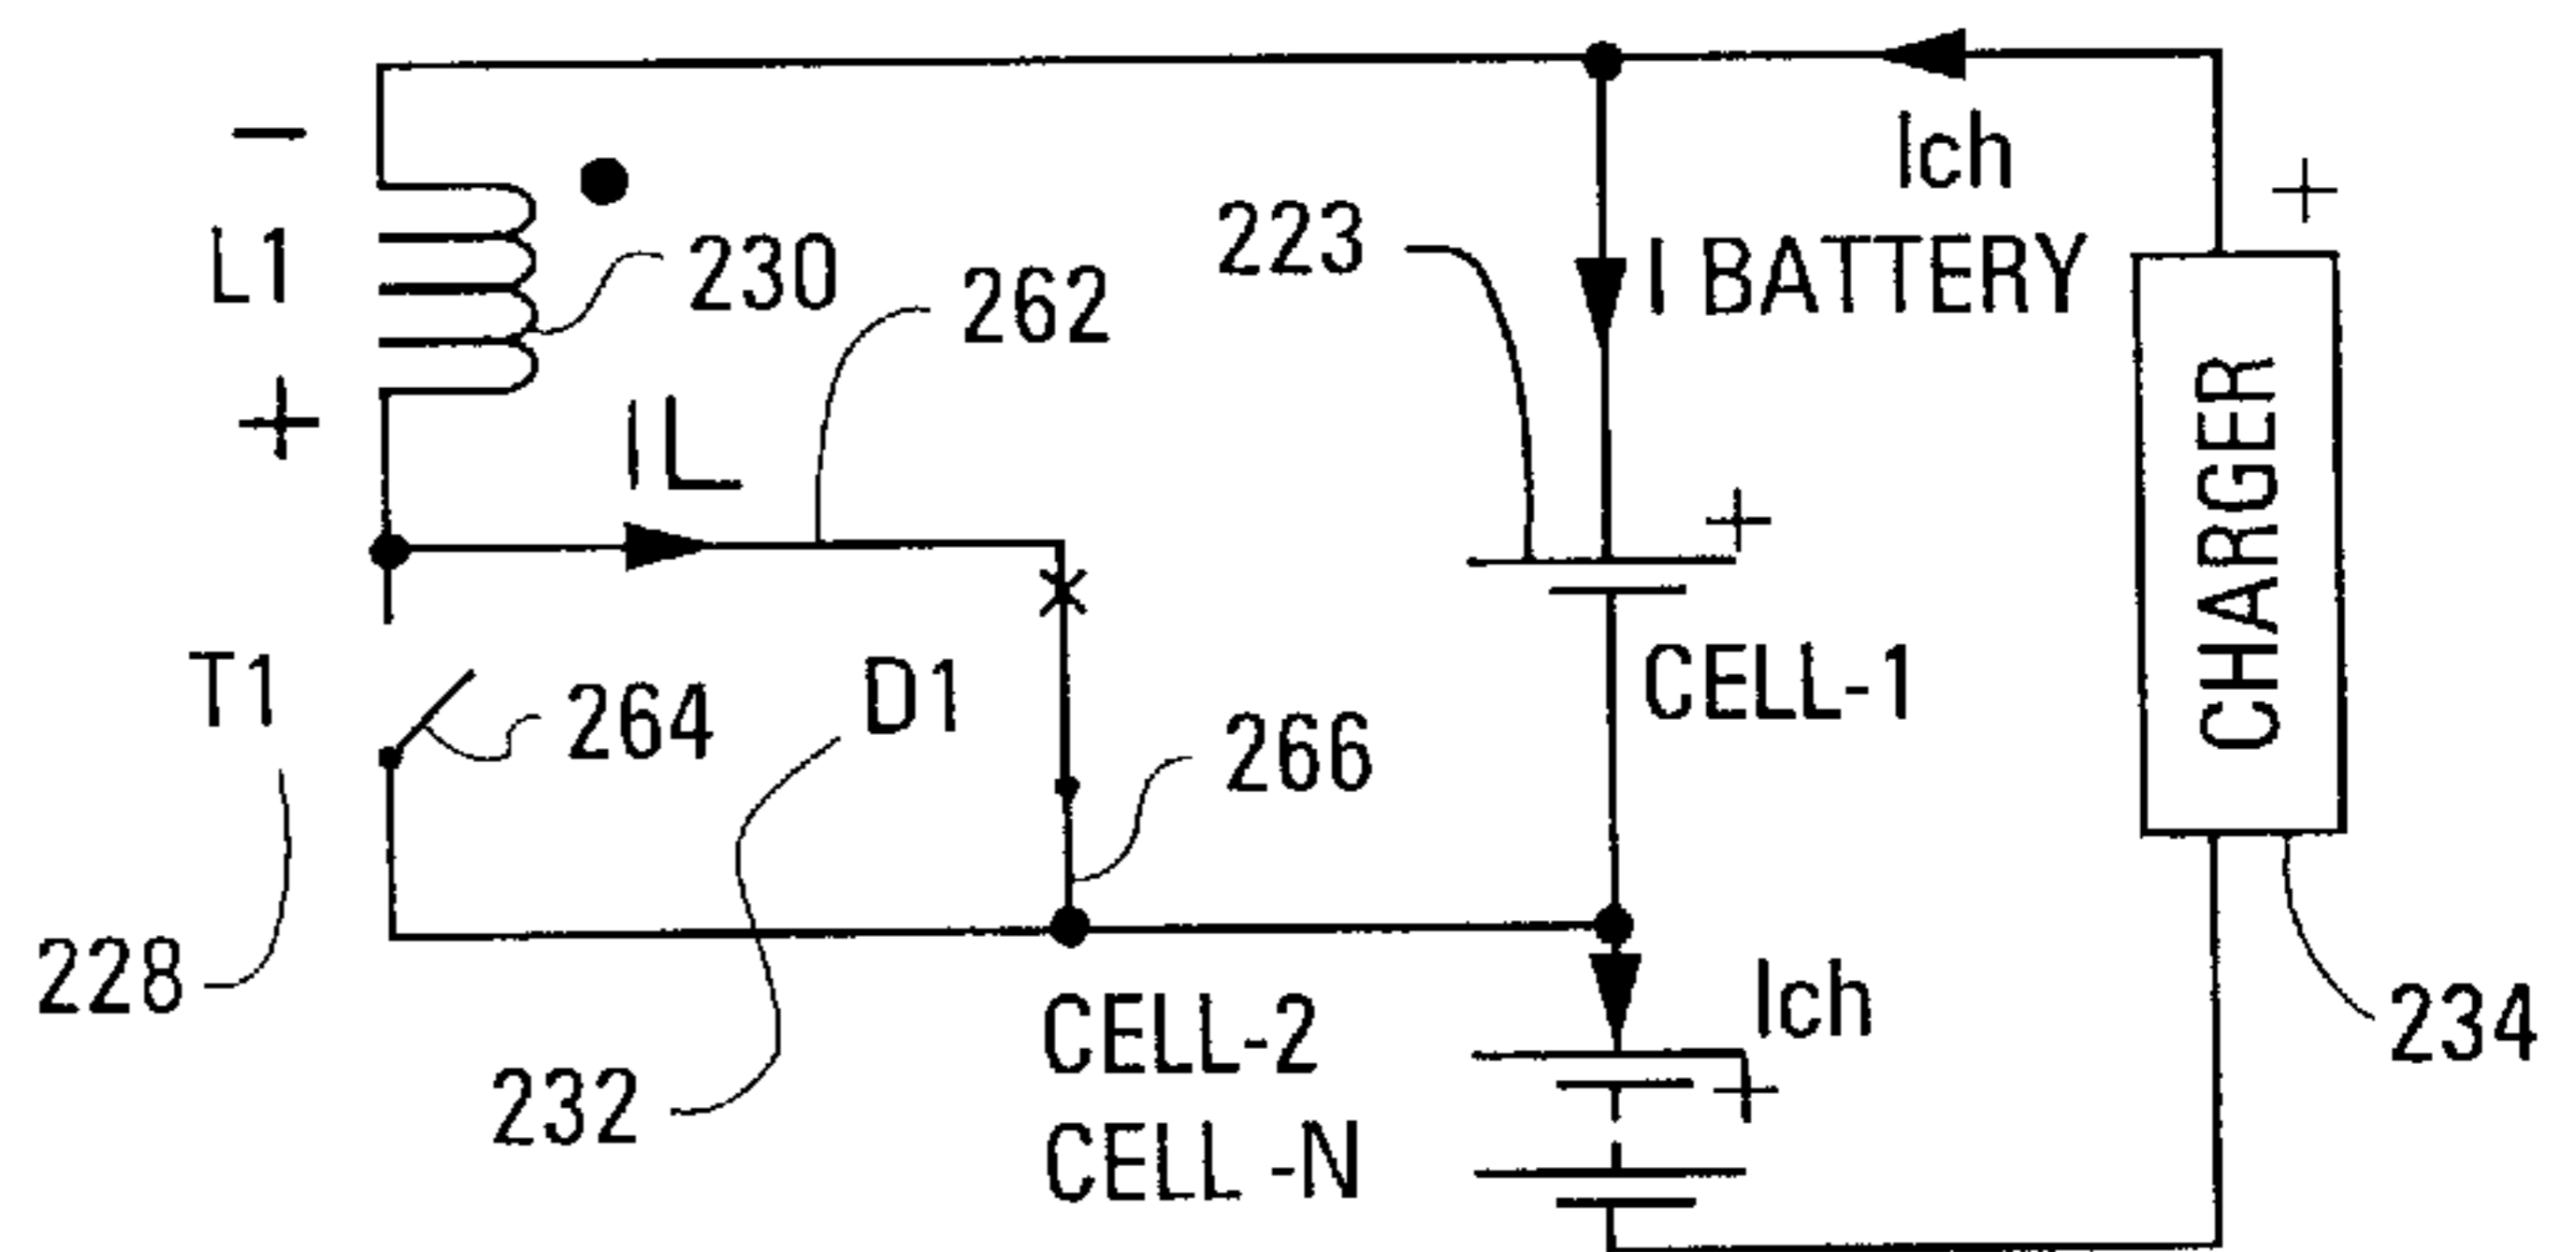 Ich
+
−
223
I BATTERY
L1
230
262
+
IL
CHARGER
+
T1
264
D1
CELL-1
266
228
232
CELL-2
Ich
+
234
CELL -N